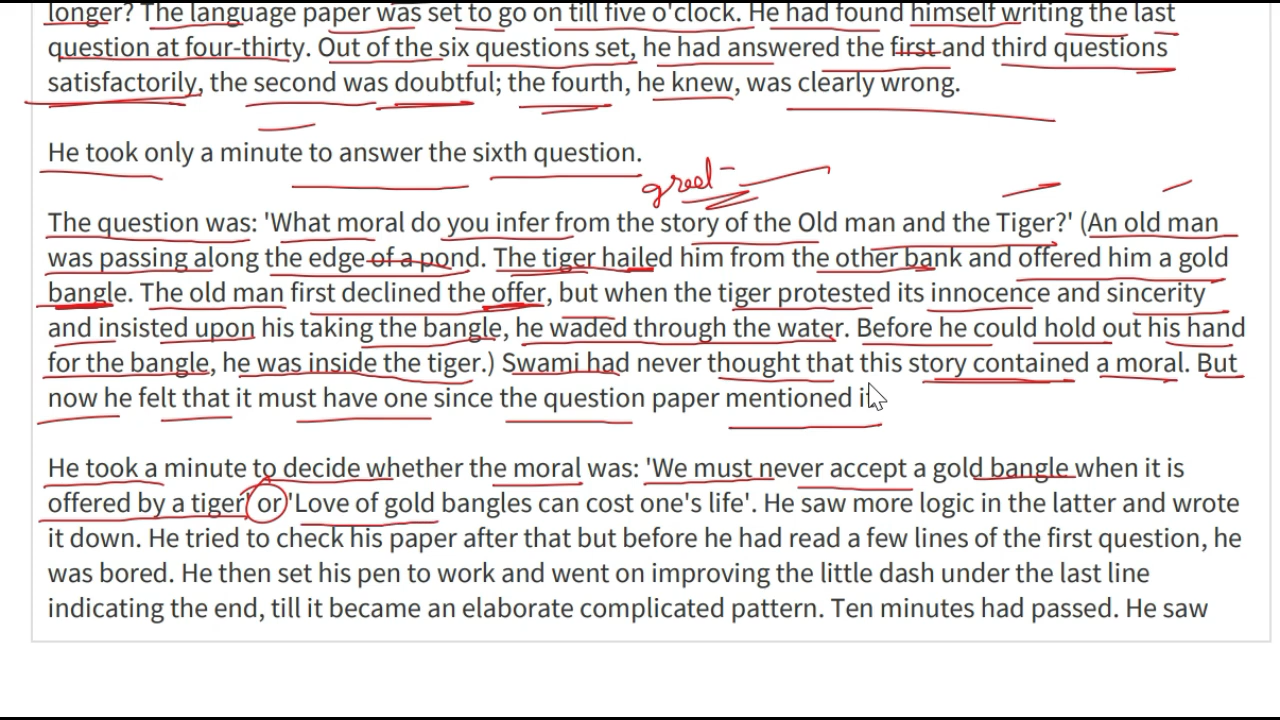 longer? The language paper was set to go on till five o'clock. He had found himself writing the last
question at four-thirty. Out of the six questions set, he had answered the first and third questions
satisfactorily, the second was doubtful; the fourth, he knew, was clearly wrong.
He took only a minute to answer the sixth question.
greet
The question was: 'What moral do you infer from the story of the Old man and the Tiger?' (An old man
was passing along the edge of a pond. The tiger hailed him from the other bank and offered him a gold
bangle. The old man first declined the offer, but when the tiger protested its innocence and sincerity
and insisted upon his taking the bangle, he waded through the water. Before he could hold out his hand
for the bangle, he was inside the tiger.) Swami had never thought that this story contained a moral. But
now he felt that it must have one since the question paper mentioned it.
He took a minute to decide whether the moral was: 'We must never accept a gold bangle when it is
offered by a tiger' or 'Love of gold bangles can cost one's life'. He saw more logic in the latter and wrote
it down. He tried to check his paper after that but before he had read a few lines of the first question, he
was bored. He then set his pen to work and went on improving the little dash under the last line
indicating the end, till it became an elaborate complicated pattern. Ten minutes had passed. He saw